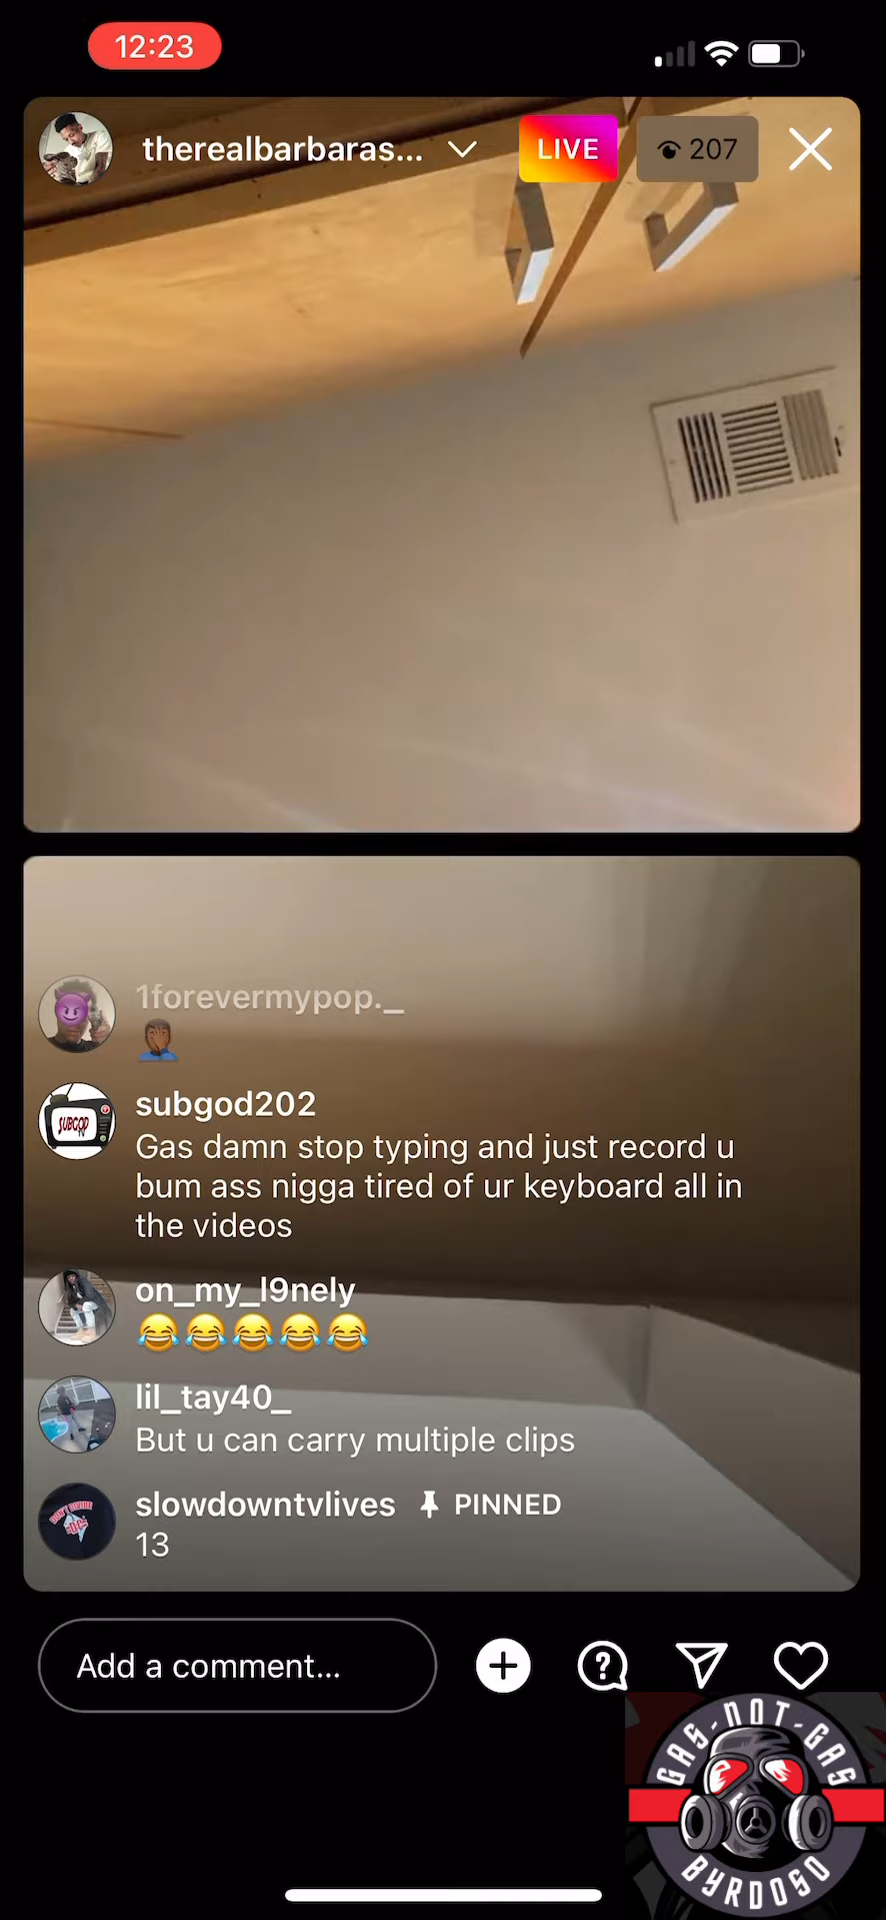 12:23
therealbarbaras...
LIVE
207
1forevermypop._
subgod202
Gas damn stop typing and just record u
bum ass nigga tired of ur keyboard all in
the videos
on_my_l9nely
lil_tay40_
But u can carry multiple clips
slowdowntvlives PINNED
13
Add a comment...
GAS-NOT-GAS
BYRDOSO